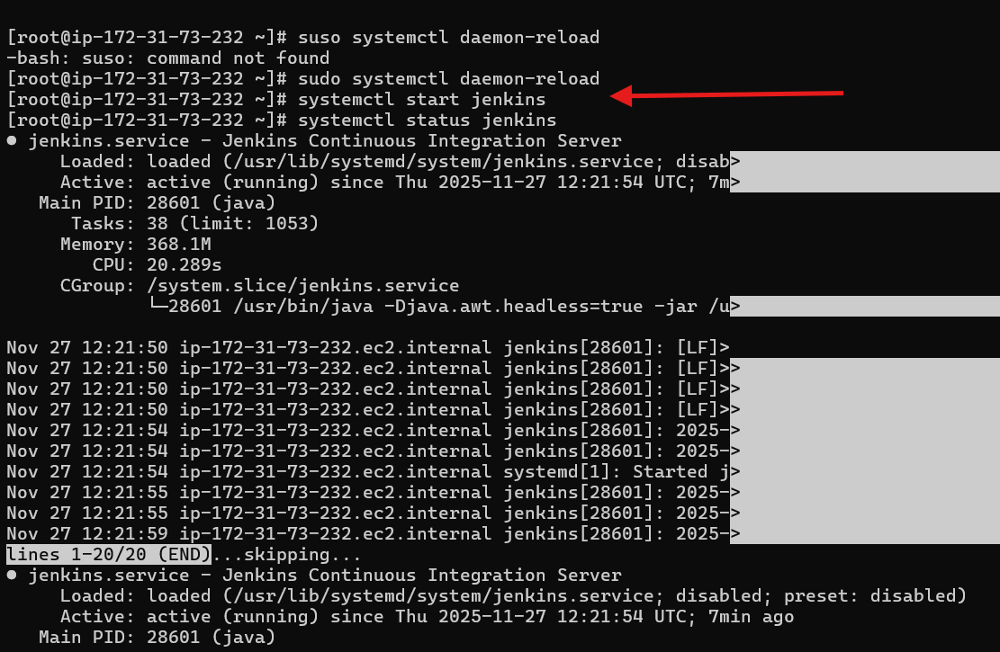 [root@ip-172-31-73-232 ~]# suso systemctl daemon-reload
-bash: suso: command not found
[root@ip-172-31-73-232 ~]# sudo systemctl daemon-reload
[root@ip-172-31-73-232 ~]# systemctl start jenkins
[root@ip-172-31-73-232 ~]# systemctl status jenkins
● jenkins.service - Jenkins Continuous Integration Server
     Loaded: loaded (/usr/lib/systemd/system/jenkins.service; disab>
     Active: active (running) since Thu 2025-11-27 12:21:54 UTC; 7m>
   Main PID: 28601 (java)
      Tasks: 38 (limit: 1053)
     Memory: 368.1M
        CPU: 20.289s
     CGroup: /system.slice/jenkins.service
             └─28601 /usr/bin/java -Djava.awt.headless=true -jar /u>
Nov 27 12:21:50 ip-172-31-73-232.ec2.internal jenkins[28601]: [LF]>
Nov 27 12:21:50 ip-172-31-73-232.ec2.internal jenkins[28601]: [LF]>>
Nov 27 12:21:50 ip-172-31-73-232.ec2.internal jenkins[28601]: [LF]>>
Nov 27 12:21:50 ip-172-31-73-232.ec2.internal jenkins[28601]: [LF]>>
Nov 27 12:21:54 ip-172-31-73-232.ec2.internal jenkins[28601]: 2025->
Nov 27 12:21:54 ip-172-31-73-232.ec2.internal jenkins[28601]: 2025->
Nov 27 12:21:54 ip-172-31-73-232.ec2.internal systemd[1]: Started j>
Nov 27 12:21:55 ip-172-31-73-232.ec2.internal jenkins[28601]: 2025->
Nov 27 12:21:55 ip-172-31-73-232.ec2.internal jenkins[28601]: 2025->
Nov 27 12:21:59 ip-172-31-73-232.ec2.internal jenkins[28601]: 2025->
lines 1-20/20 (END)...skipping...
● jenkins.service - Jenkins Continuous Integration Server
     Loaded: loaded (/usr/lib/systemd/system/jenkins.service; disabled; preset: disabled)
     Active: active (running) since Thu 2025-11-27 12:21:54 UTC; 7min ago
   Main PID: 28601 (java)